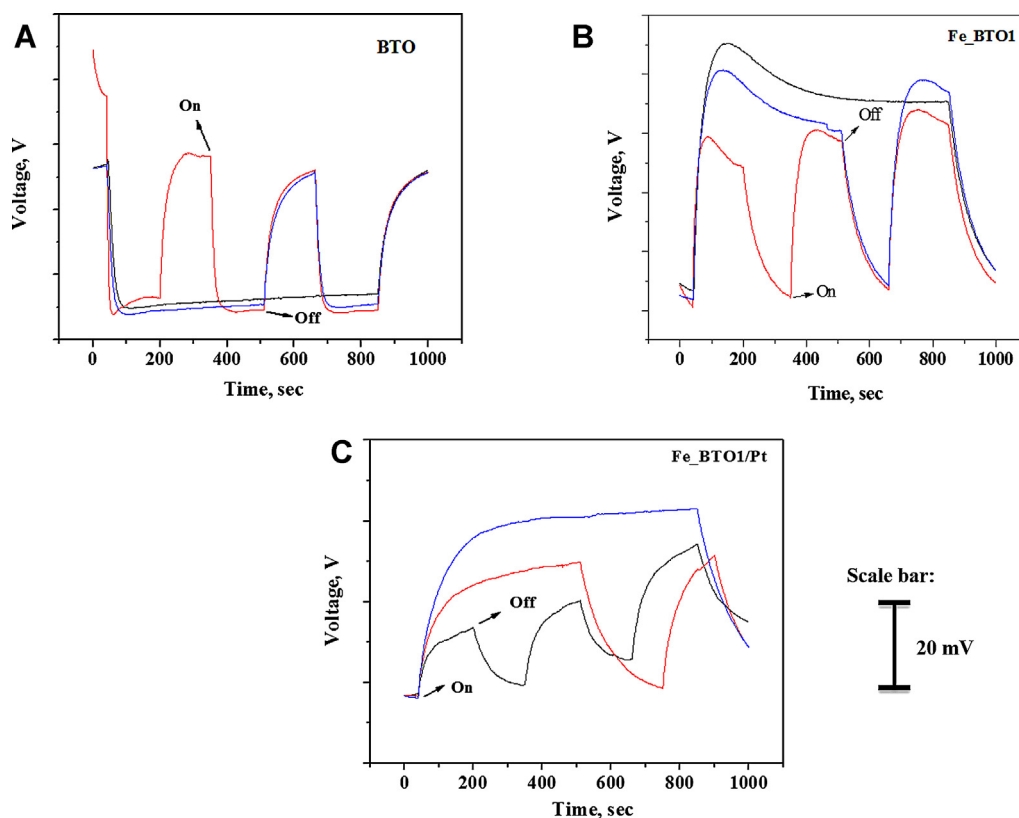 A
BTO
On
Off
Voltage, V
0 200 400 600 800 1000
Time, sec
B
Fe_BTO1
Off
On
Voltage, V
0 200 400 600 800 1000
Time, sec
C
Fe_BTO1/Pt
Off
On
Voltage, V
0 200 400 600 800 1000
Time, sec
Scale bar:
20 mV